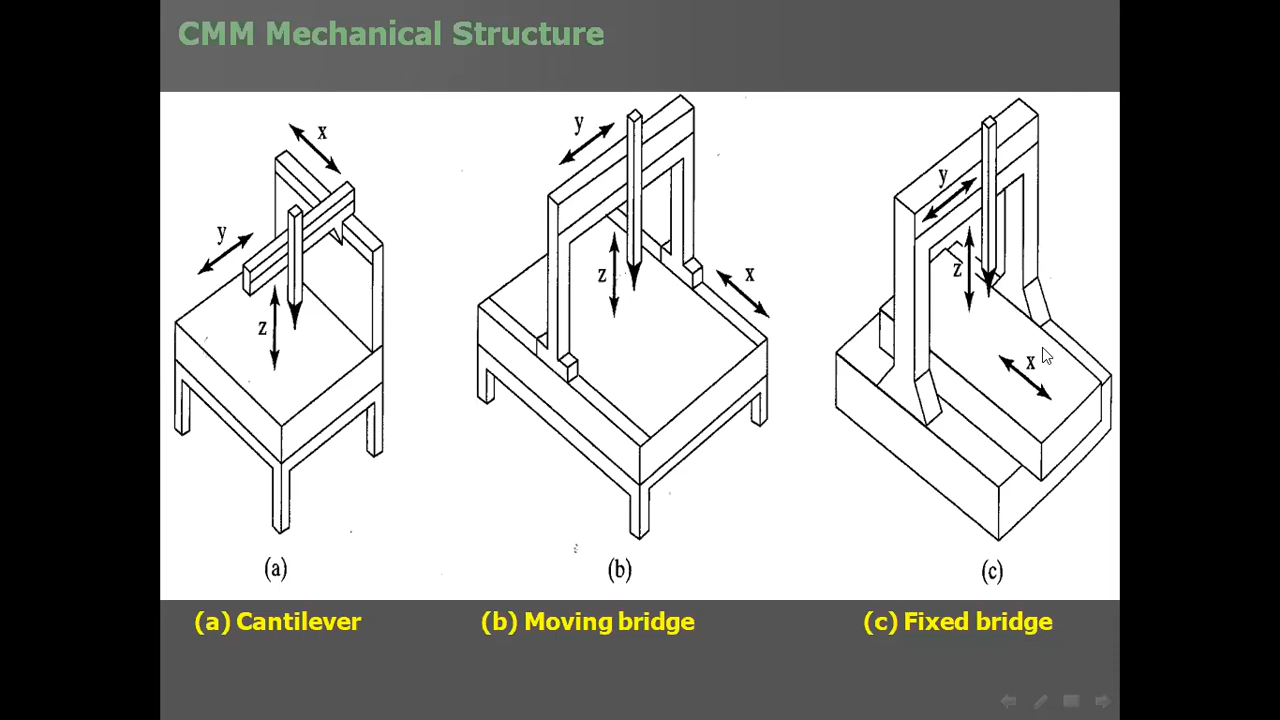 CMM Mechanical Structure
x
y
z
(a)
y
z
x
(b)
y
z
x
(c)
(a) Cantilever
(b) Moving bridge
(c) Fixed bridge